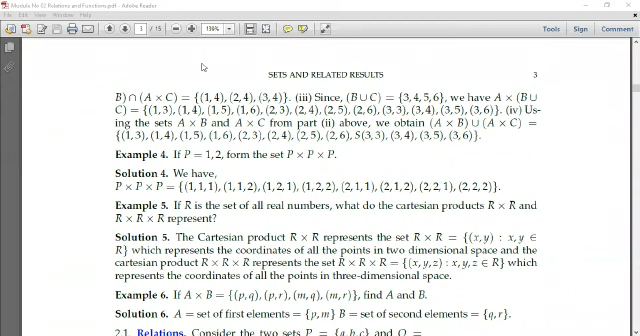 Module No 02 Relations and Functions.pdf - Adobe Reader
File Edit View Window Help
3 / 15
139%
Tools Sign Comment
SETS AND RELATED RESULTS 3
B) ∩ (A × C) = {(1, 4), (2, 4), (3, 4)}. (iii) Since, (B ∪ C) = {3, 4, 5, 6}, we have A × (B ∪
C) = {(1, 3), (1, 4), (1, 5), (1, 6), (2, 3), (2, 4), (2, 5), (2, 6), (3, 3), (3, 4), (3, 5), (3, 6)}. (iv) Us-
ing the sets A × B and A × C from part (ii) above, we obtain (A × B) ∪ (A × C) =
{(1, 3), (1, 4), (1, 5), (1, 6), (2, 3), (2, 4), (2, 5), (2, 6), S(3, 3), (3, 4), (3, 5), (3, 6)}.
Example 4. If P = 1, 2, form the set P × P × P.
Solution 4. We have,
P × P × P = {(1, 1, 1), (1, 1, 2), (1, 2, 1), (1, 2, 2), (2, 1, 1), (2, 1, 2), (2, 2, 1), (2, 2, 2)}.
Example 5. If R is the set of all real numbers, what do the cartesian products R × R and
R × R × R represent?
Solution 5. The Cartesian product R × R represents the set R × R = {(x, y) : x, y ∈
R} which represents the coordinates of all the points in two dimensional space and the
cartesian product R × R × R represents the set R × R × R = {(x, y, z) : x, y, z ∈ R} which
represents the coordinates of all the points in three-dimensional space.
Example 6. If A × B = {(p, q), (p, r), (m, q), (m, r)}, find A and B.
Solution 6. A = set of first elements = {p, m} B = set of second elements = {q, r}.
2.1. Relations. Consider the two sets P = {a, b, c} and Q =